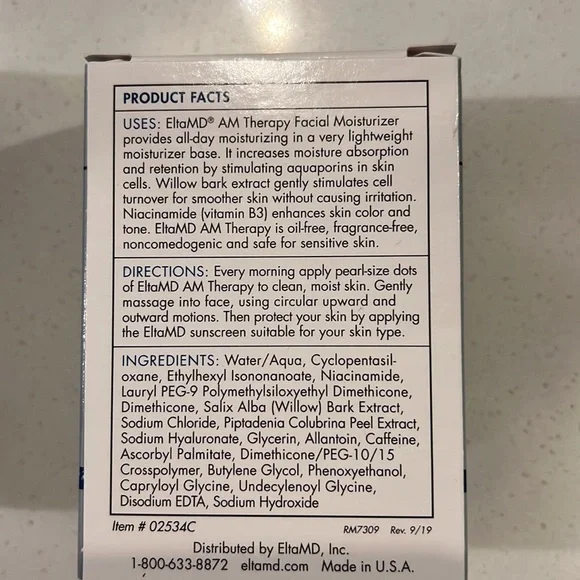 PRODUCT FACTS
USES: EltaMD® AM Therapy Facial Moisturizer
provides all-day moisturizing in a very lightweight
moisturizer base. It increases moisture absorption
and retention by stimulating aquaporins in skin
cells. Willow bark extract gently stimulates cell
turnover for smoother skin without causing irritation.
Niacinamide (vitamin B3) enhances skin color and
tone. EltaMD AM Therapy is oil-free, fragrance-free,
noncomedogenic and safe for sensitive skin.
DIRECTIONS: Every morning apply pearl-size dots
of EltaMD AM Therapy to clean, moist skin. Gently
massage into face, using circular upward and
outward motions. Then protect your skin by applying
the EltaMD sunscreen suitable for your skin type.
INGREDIENTS: Water/Aqua, Cyclopentasil-
oxane, Ethylhexyl Isononanoate, Niacinamide,
Lauryl PEG-9 Polymethylsiloxyethyl Dimethicone,
Dimethicone, Salix Alba (Willow) Bark Extract,
Sodium Chloride, Piptadenia Colubrina Peel Extract,
Sodium Hyaluronate, Glycerin, Allantoin, Caffeine,
Ascorbyl Palmitate, Dimethicone/PEG-10/15
Crosspolymer, Butylene Glycol, Phenoxyethanol,
Capryloyl Glycine, Undecylenoyl Glycine,
Disodium EDTA, Sodium Hydroxide
Item # 02534C RM7309 Rev. 9/19
Distributed by EltaMD, Inc.
1-800-633-8872 eltamd.com Made in U.S.A.